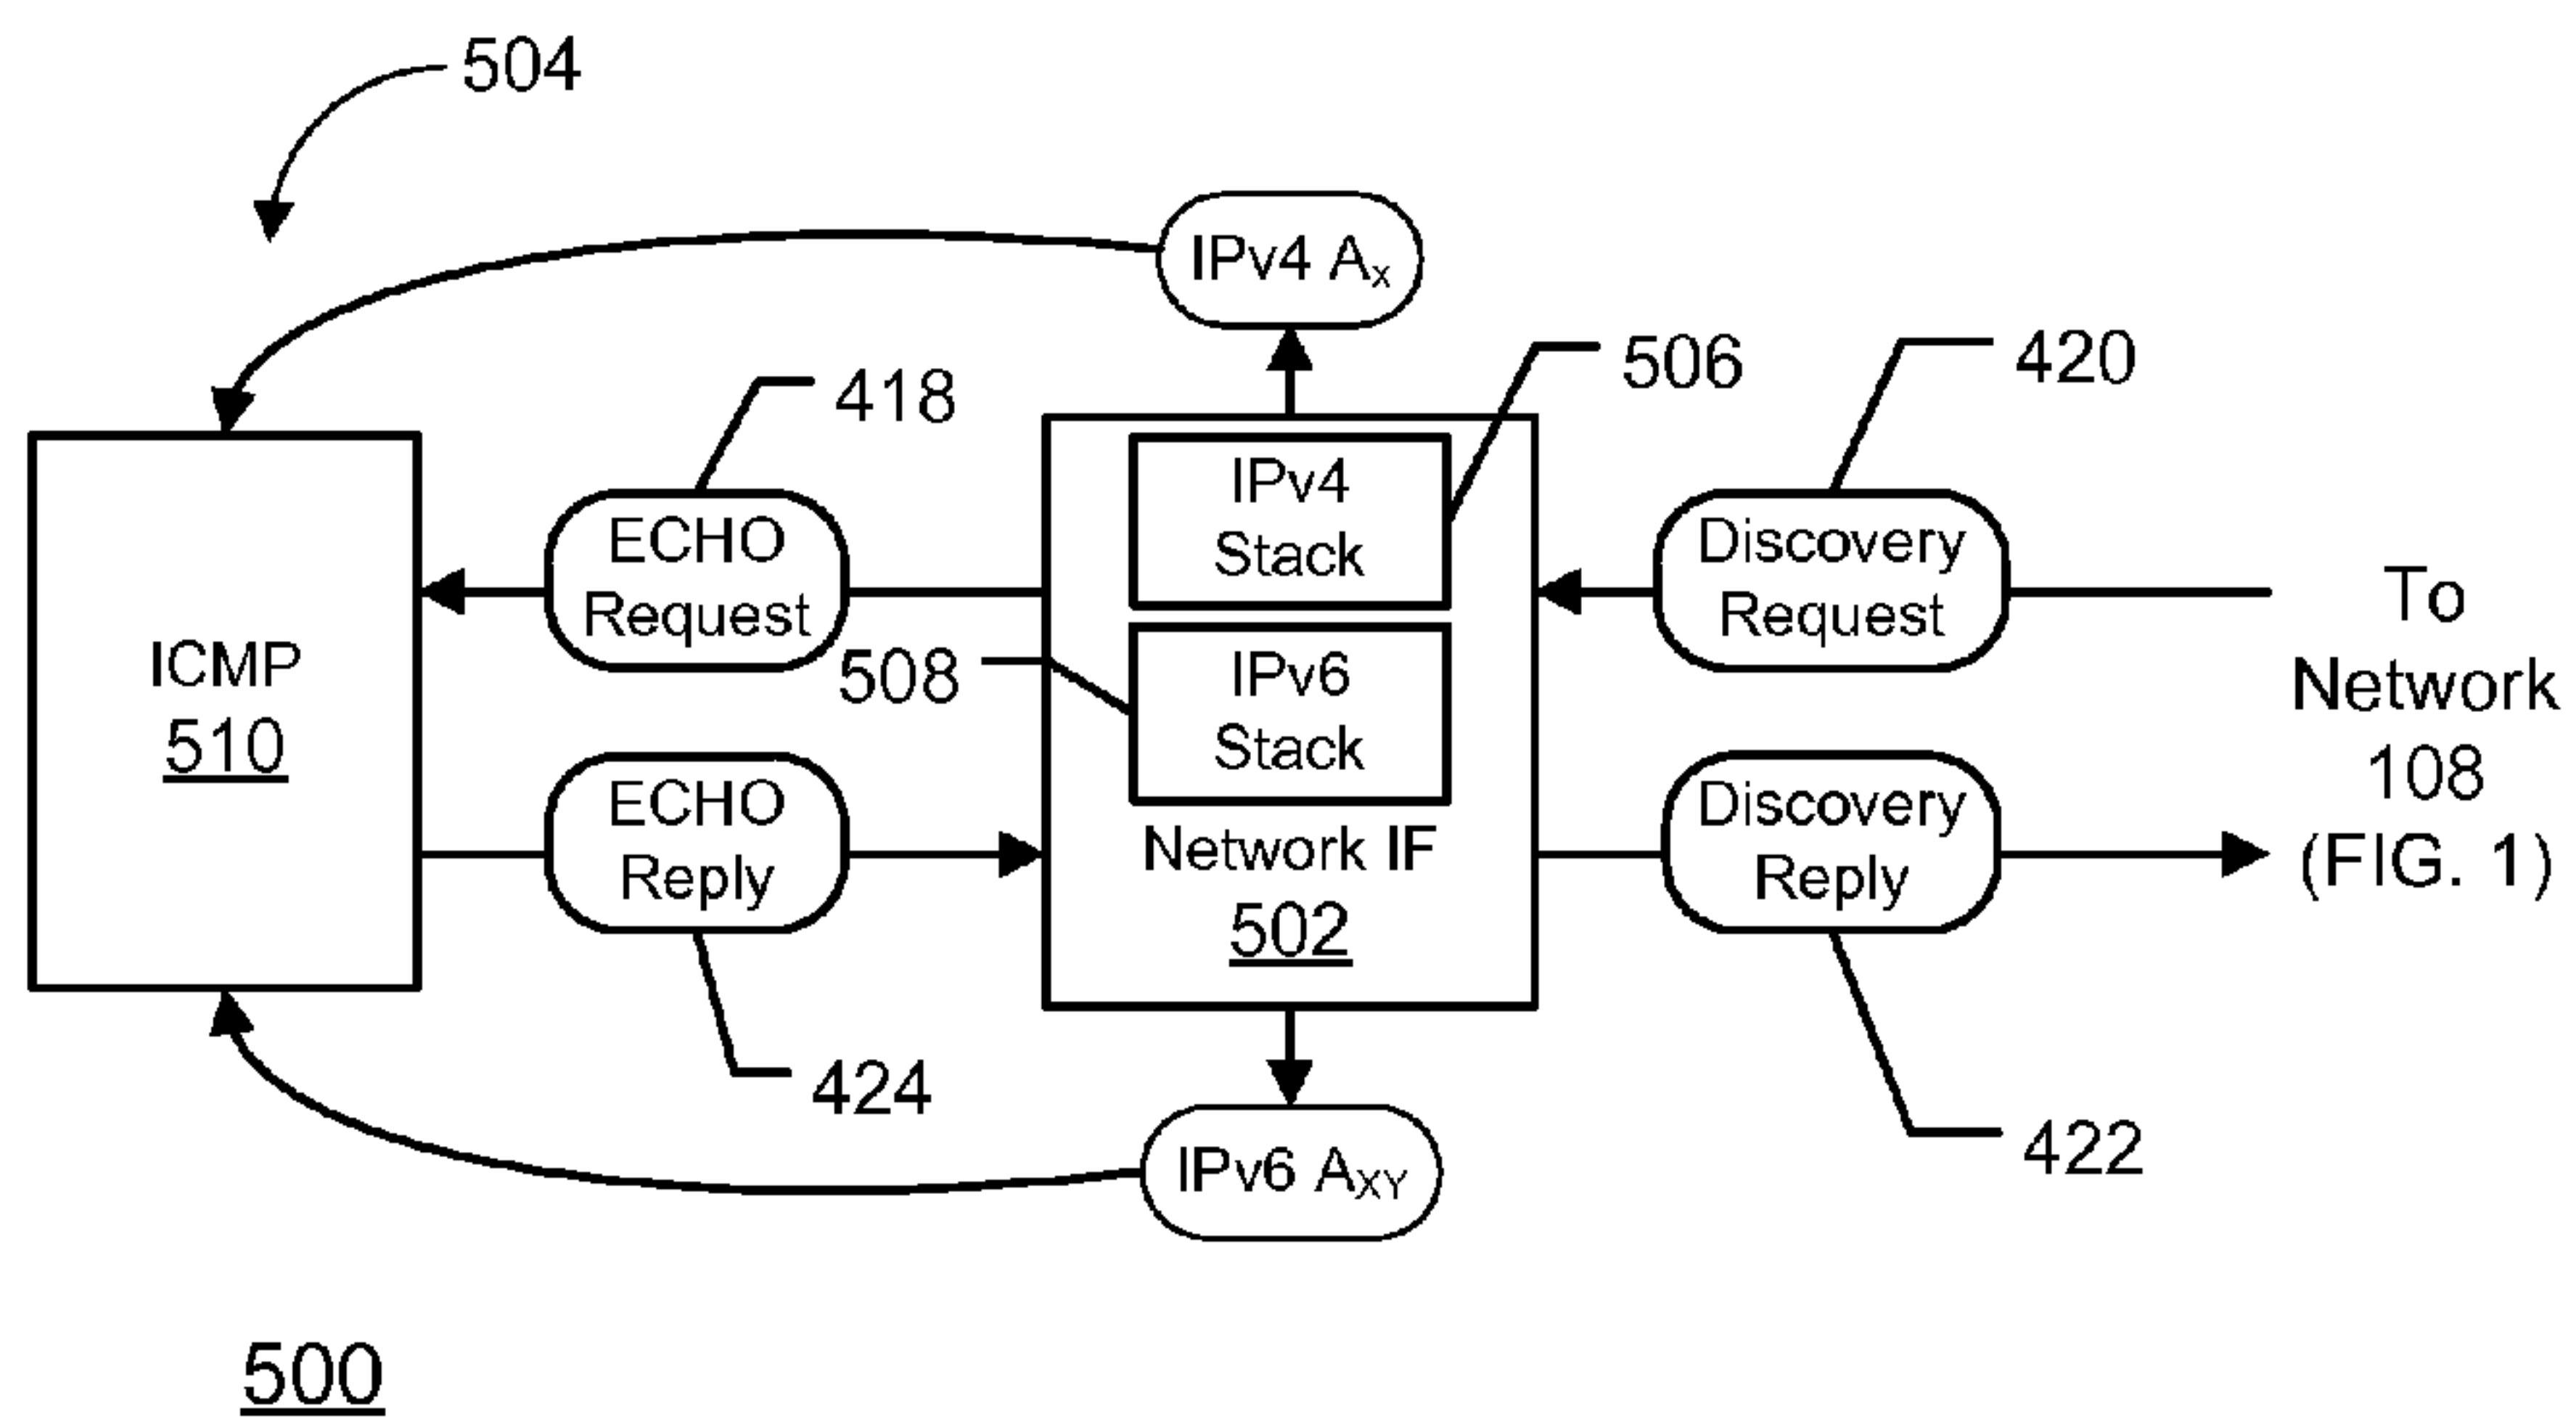 504
IPv4 Ax
506
420
418
ECHO
Request
IPv4
Stack
Discovery
Request
To
Network
108
(FIG. 1)
ICMP
510
508
IPv6
Stack
ECHO
Reply
Network IF
502
Discovery
Reply
424
422
IPv6 AXY
500